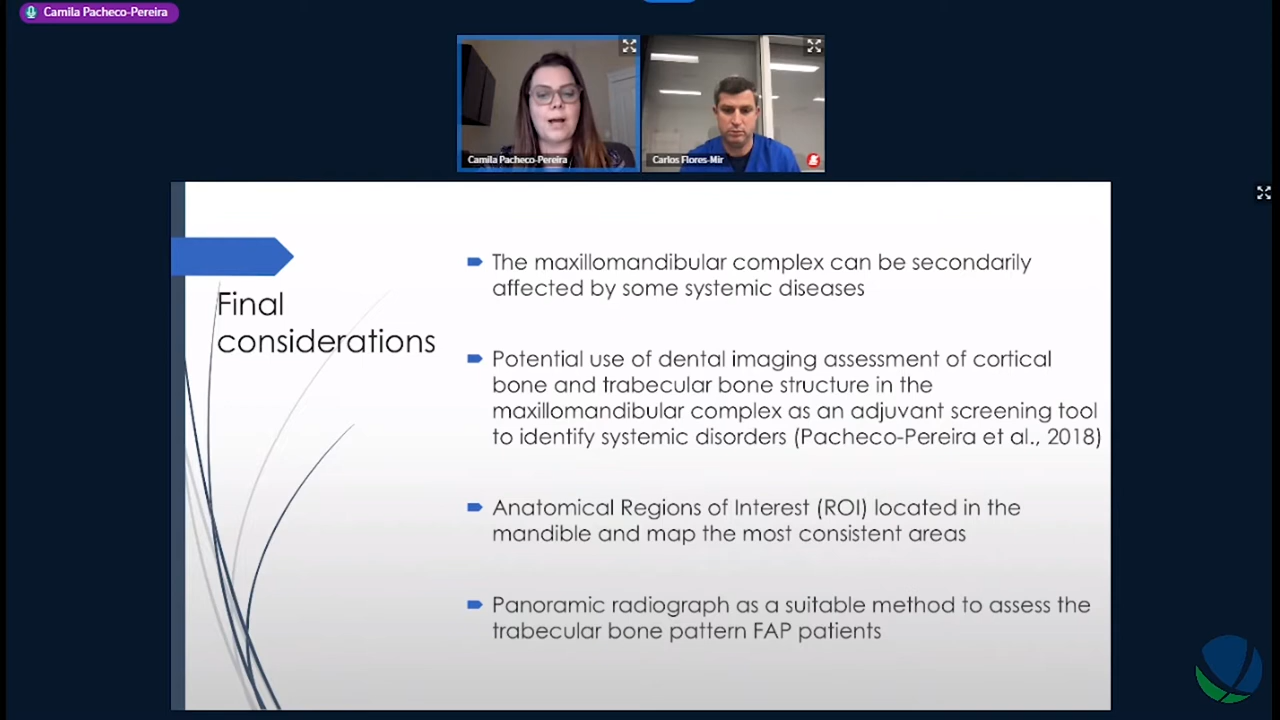 Camila Pacheco-Pereira
Camila Pacheco-Pereira
Carlos Flores-Mir
Final
considerations
The maxillomandibular complex can be secondarily
affected by some systemic diseases
Potential use of dental imaging assessment of cortical
bone and trabecular bone structure in the
maxillomandibular complex as an adjuvant screening tool
to identify systemic disorders (Pacheco-Pereira et al., 2018)
Anatomical Regions of Interest (ROI) located in the
mandible and map the most consistent areas
Panoramic radiograph as a suitable method to assess the
trabecular bone pattern FAP patients